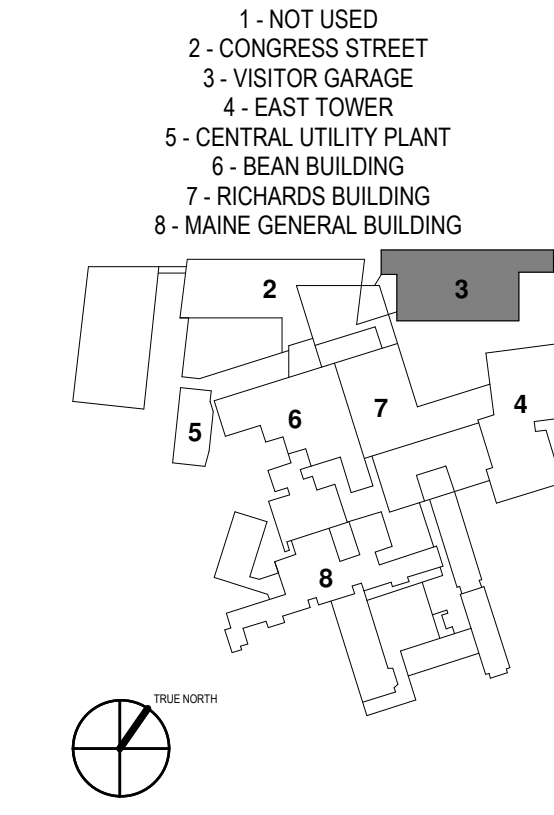 1 - NOT USED
2 - CONGRESS STREET
3 - VISITOR GARAGE
4 - EAST TOWER
5 - CENTRAL UTILITY PLANT
6 - BEAN BUILDING
7 - RICHARDS BUILDING
8 - MAINE GENERAL BUILDING
2
3
4
7
6
5
8
TRUE NORTH